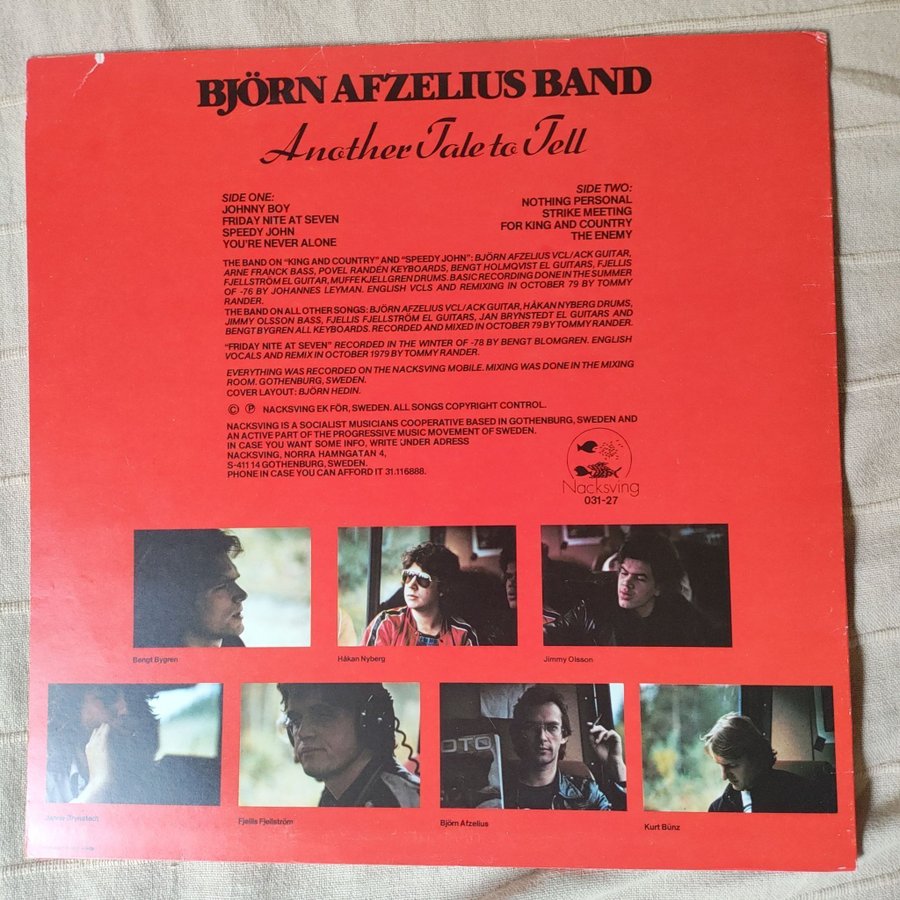 BJÖRN AFZELIUS BAND
Another Tale to Tell
SIDE ONE:
JOHNNY BOY
FRIDAY NITE AT SEVEN
SPEEDY JOHN
YOU'RE NEVER ALONE
SIDE TWO:
NOTHING PERSONAL
STRIKE MEETING
FOR KING AND COUNTRY
THE ENEMY
THE BAND ON "KING AND COUNTRY" AND "SPEEDY JOHN": BJÖRN AFZELIUS VCL/ACK GUITAR,
ARNE FRANCK BASS, POVEL RANDÉN KEYBOARDS, BENGT HOLMQVIST EL GUITARS, FJELLIS
FJELLSTRÖM EL GUITAR, MUFFE KJELLGREN DRUMS. BASIC RECORDING DONE IN THE SUMMER
OF -76 BY JOHANNES LEYMAN. ENGLISH VCLS AND REMIXING IN OCTOBER 79 BY TOMMY
RANDER.
THE BAND ON ALL OTHER SONGS: BJÖRN AFZELIUS VCL/ACK GUITAR, HÅKAN NYBERG DRUMS,
JIMMY OLSSON BASS, FJELLIS FJELLSTRÖM EL GUITARS, JAN BRYNSTEDT EL GUITARS AND
BENGT BYGREN ALL KEYBOARDS. RECORDED AND MIXED IN OCTOBER 79 BY TOMMY RANDER.
"FRIDAY NITE AT SEVEN" RECORDED IN THE WINTER OF -78 BY BENGT BLOMGREN. ENGLISH
VOCALS AND REMIX IN OCTOBER 1979 BY TOMMY RANDER.
EVERYTHING WAS RECORDED ON THE NACKSVING MOBILE. MIXING WAS DONE IN THE MIXING
ROOM. GOTHENBURG, SWEDEN.
COVER LAYOUT: BJÖRN HEDIN.
© ℗ NACKSVING EK FÖR, SWEDEN. ALL SONGS COPYRIGHT CONTROL.
NACKSVING IS A SOCIALIST MUSICIANS COOPERATIVE BASED IN GOTHENBURG, SWEDEN AND
AN ACTIVE PART OF THE PROGRESSIVE MUSIC MOVEMENT OF SWEDEN.
IN CASE YOU WANT SOME INFO, WRITE UNDER ADRESS
NACKSVING, NORRA HAMNGATAN 4,
S-411 14 GOTHENBURG, SWEDEN.
PHONE IN CASE YOU CAN AFFORD IT 31.116888.
Nacksving
031-27
Bengt Bygren
Håkan Nyberg
Jimmy Olsson
OTO
Fjellis Fjellström
Björn Afzelius
Kurt Bünz